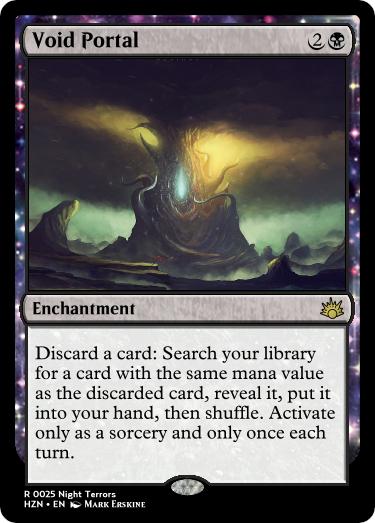 Void Portal 2
Enchantment
Discard a card: Search your library
for a card with the same mana value
as the discarded card, reveal it, put it
into your hand, then shuffle. Activate
only as a sorcery and only once each
turn.
R 0025 Night Terrors
HZN • EN Mark Erskine